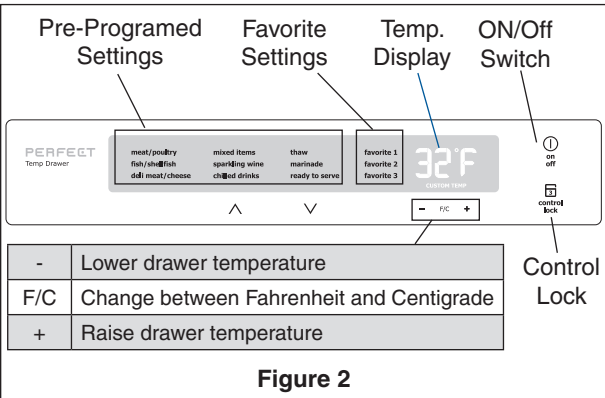 Pre-Programed Settings
Favorite Settings
Temp. Display
ON/Off Switch
PERFECT
Temp Drawer
meat/poultry mixed items thaw favorite 1
fish/shellfish sparkling wine marinade favorite 2
deli meat/cheese chilled drinks ready to serve favorite 3
32°F
CUSTOM TEMP
on
off
3
control
lock
- F/C +
Control Lock
- Lower drawer temperature
F/C Change between Fahrenheit and Centigrade
+ Raise drawer temperature
Figure 2